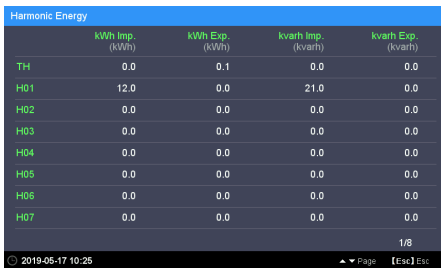 Harmonic Energy
kWh Imp. kWh Exp. kvarh Imp. kvarh Exp.
(kWh) (kWh) (kvarh) (kvarh)
TH 0.0 0.1 0.0 0.0
H01 12.0 0.0 21.0 0.0
H02 0.0 0.0 0.0 0.0
H03 0.0 0.0 0.0 0.0
H04 0.0 0.0 0.0 0.0
H05 0.0 0.0 0.0 0.0
H06 0.0 0.0 0.0 0.0
H07 0.0 0.0 0.0 0.0
1/8
2019-05-17 10:25 ▲ ▼ Page 【Esc】Esc